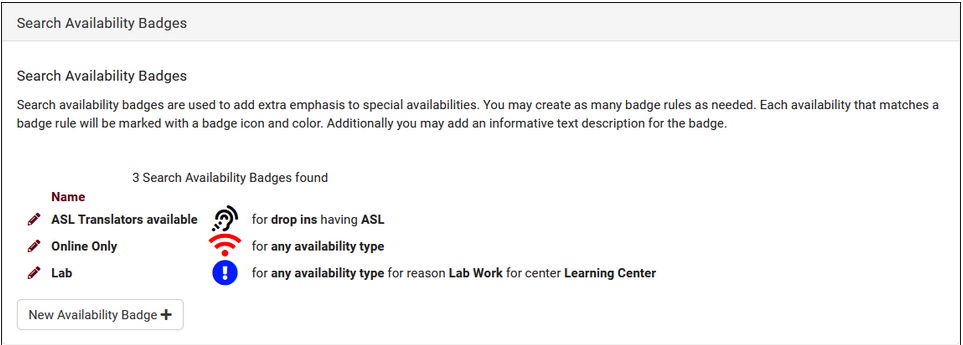 Search Availability Badges
Search Availability Badges
Search availability badges are used to add extra emphasis to special availabilities. You may create as many badge rules as needed. Each availability that matches a
badge rule will be marked with a badge icon and color. Additionally you may add an informative text description for the badge.
3 Search Availability Badges found
Name
ASL Translators available for drop ins having ASL
Online Only for any availability type
Lab for any availability type for reason Lab Work for center Learning Center
New Availability Badge